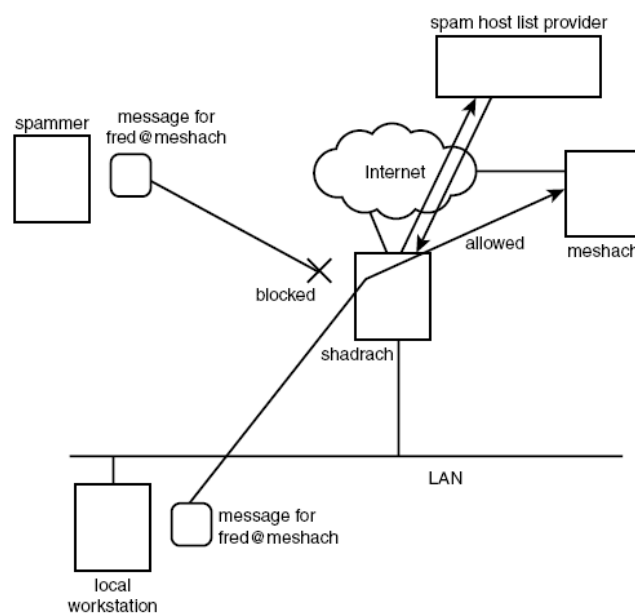 spam host list provider
spammer
message for
fred@meshach
Internet
allowed
meshach
blocked
shadrach
LAN
message for
fred@meshach
local
workstation